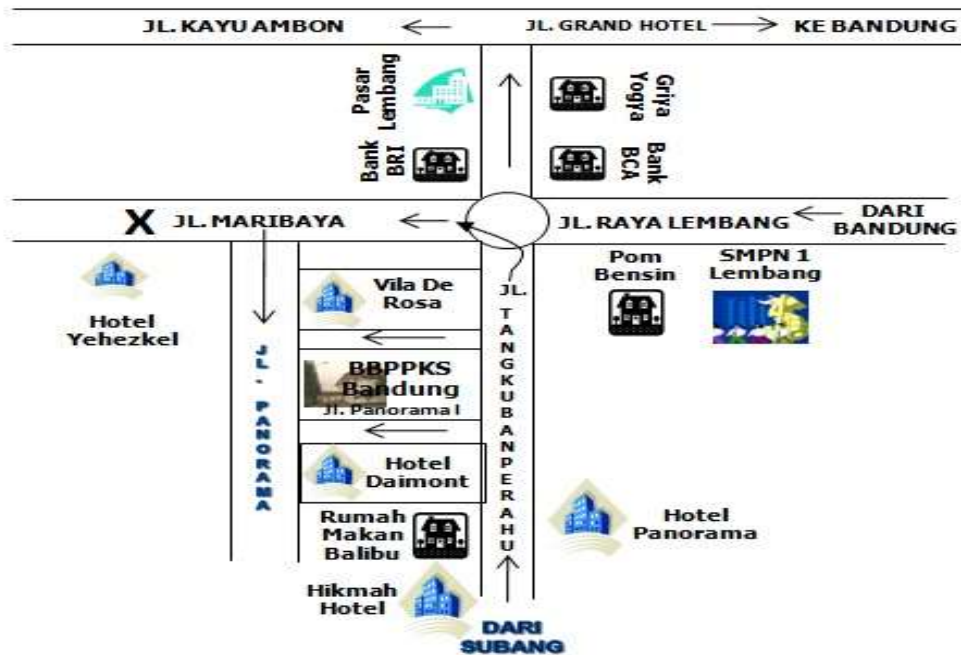 JL. KAYU AMBON
JL. GRAND HOTEL
KE BANDUNG
Pasar
Lembang
Griya
Yogya
Bank
BRI
Bank
BCA
X
JL. MARIBAYA
JL. RAYA LEMBANG
DARI
BANDUNG
Hotel
Yehezkel
Vila De
Rosa
Pom
Bensin
SMPN 1
Lembang
JL. PANORAMA
JL. TANGKUBANPERAHU
BBPPKS
Bandung
Jl. Panorama I
Hotel
Daimont
Rumah
Makan
Balibu
Hotel
Panorama
Hikmah
Hotel
DARI
SUBANG